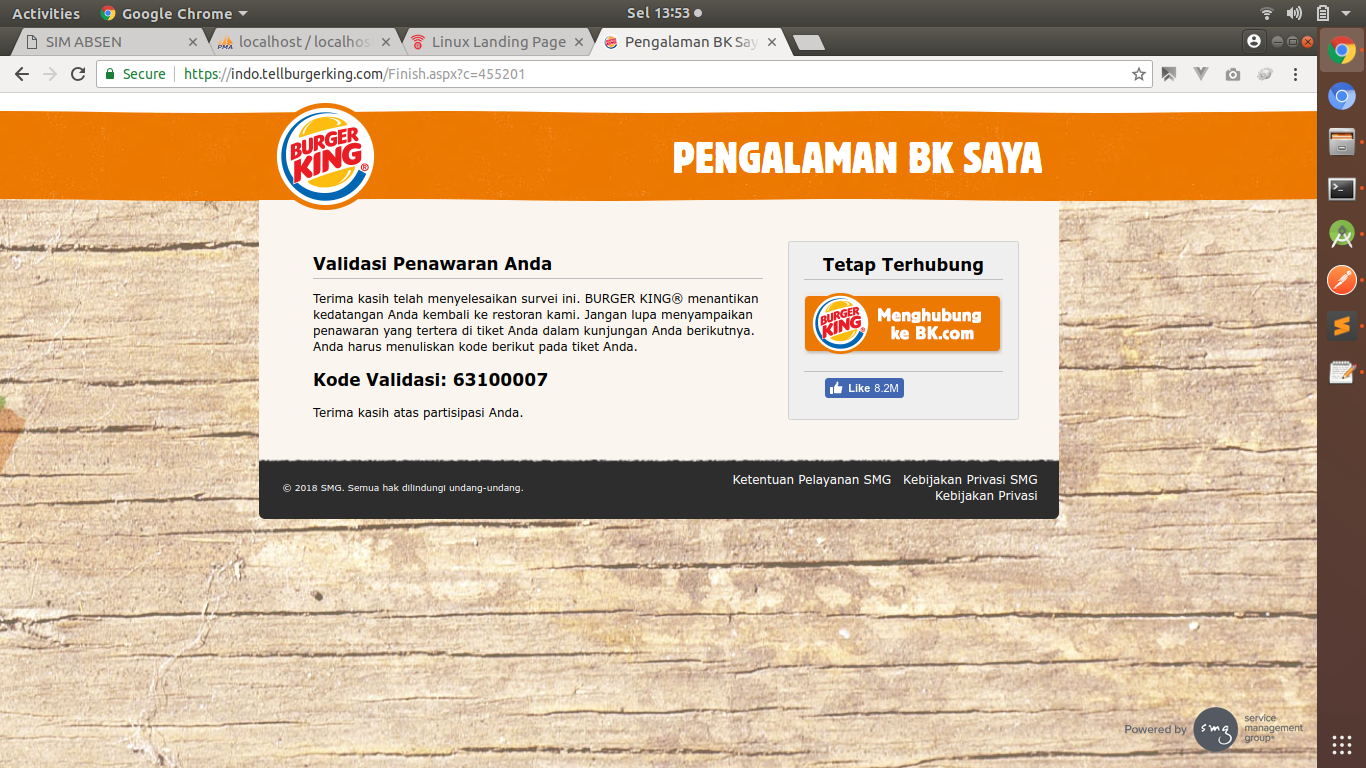 Activities Google Chrome Sel 13:53
SIM ABSEN
localhost / localhos
Linux Landing Page
Pengalaman BK Say
Secure https://indo.tellburgerking.com/Finish.aspx?c=455201
BURGER KING®
PENGALAMAN BK SAYA
Validasi Penawaran Anda
Terima kasih telah menyelesaikan survei ini. BURGER KING® menantikan
kedatangan Anda kembali ke restoran kami. Jangan lupa menyampaikan
penawaran yang tertera di tiket Anda dalam kunjungan Anda berikutnya.
Anda harus menuliskan kode berikut pada tiket Anda.
Kode Validasi: 63100007
Terima kasih atas partisipasi Anda.
Tetap Terhubung
BURGER KING
Menghubung
ke BK.com
Like 8.2M
© 2018 SMG. Semua hak dilindungi undang-undang.
Ketentuan Pelayanan SMG Kebijakan Privasi SMG
Kebijakan Privasi
Powered by smg service
management
group®